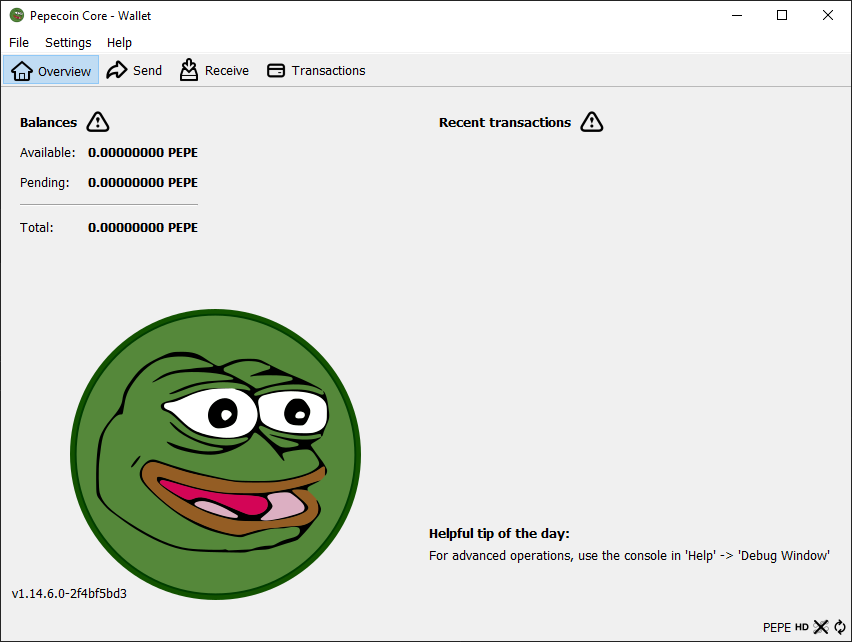 Pepecoin Core - Wallet
File Settings Help
Overview Send Receive Transactions
Balances
Available: 0.00000000 PEPE
Pending: 0.00000000 PEPE
Total: 0.00000000 PEPE
Recent transactions
Helpful tip of the day:
For advanced operations, use the console in 'Help' -> 'Debug Window'
v1.14.6.0-2f4bf5bd3
PEPE HD